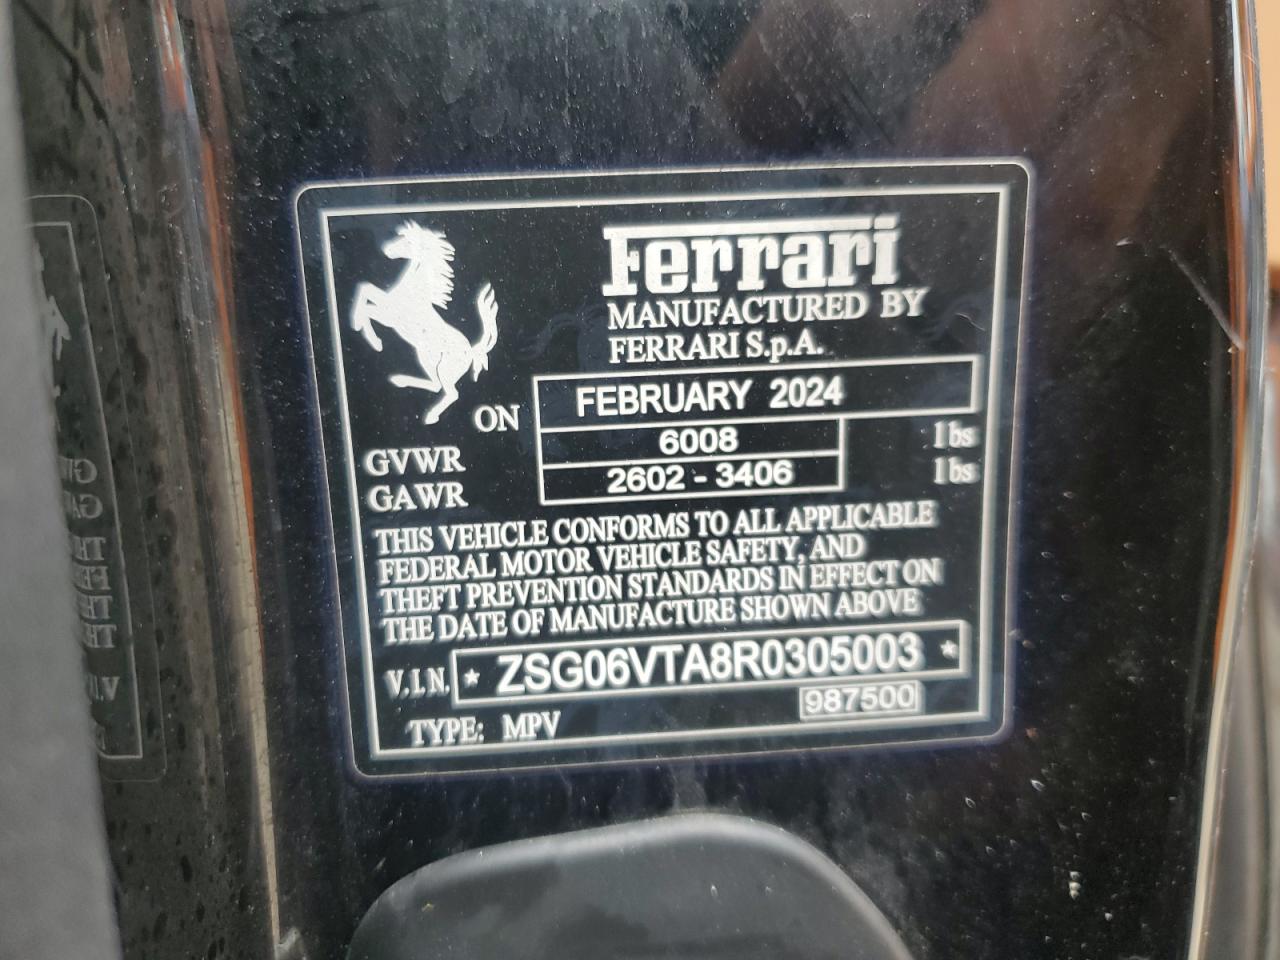 Ferrari
MANUFACTURED BY
FERRARI S.p.A.
ON FEBRUARY 2024
GVWR 6008 lbs
GAWR 2602 - 3406 lbs
THIS VEHICLE CONFORMS TO ALL APPLICABLE
FEDERAL MOTOR VEHICLE SAFETY, AND
THEFT PREVENTION STANDARDS IN EFFECT ON
THE DATE OF MANUFACTURE SHOWN ABOVE
V.I.N. * ZSG06VTA8R0305003 *
987500
TYPE: MPV